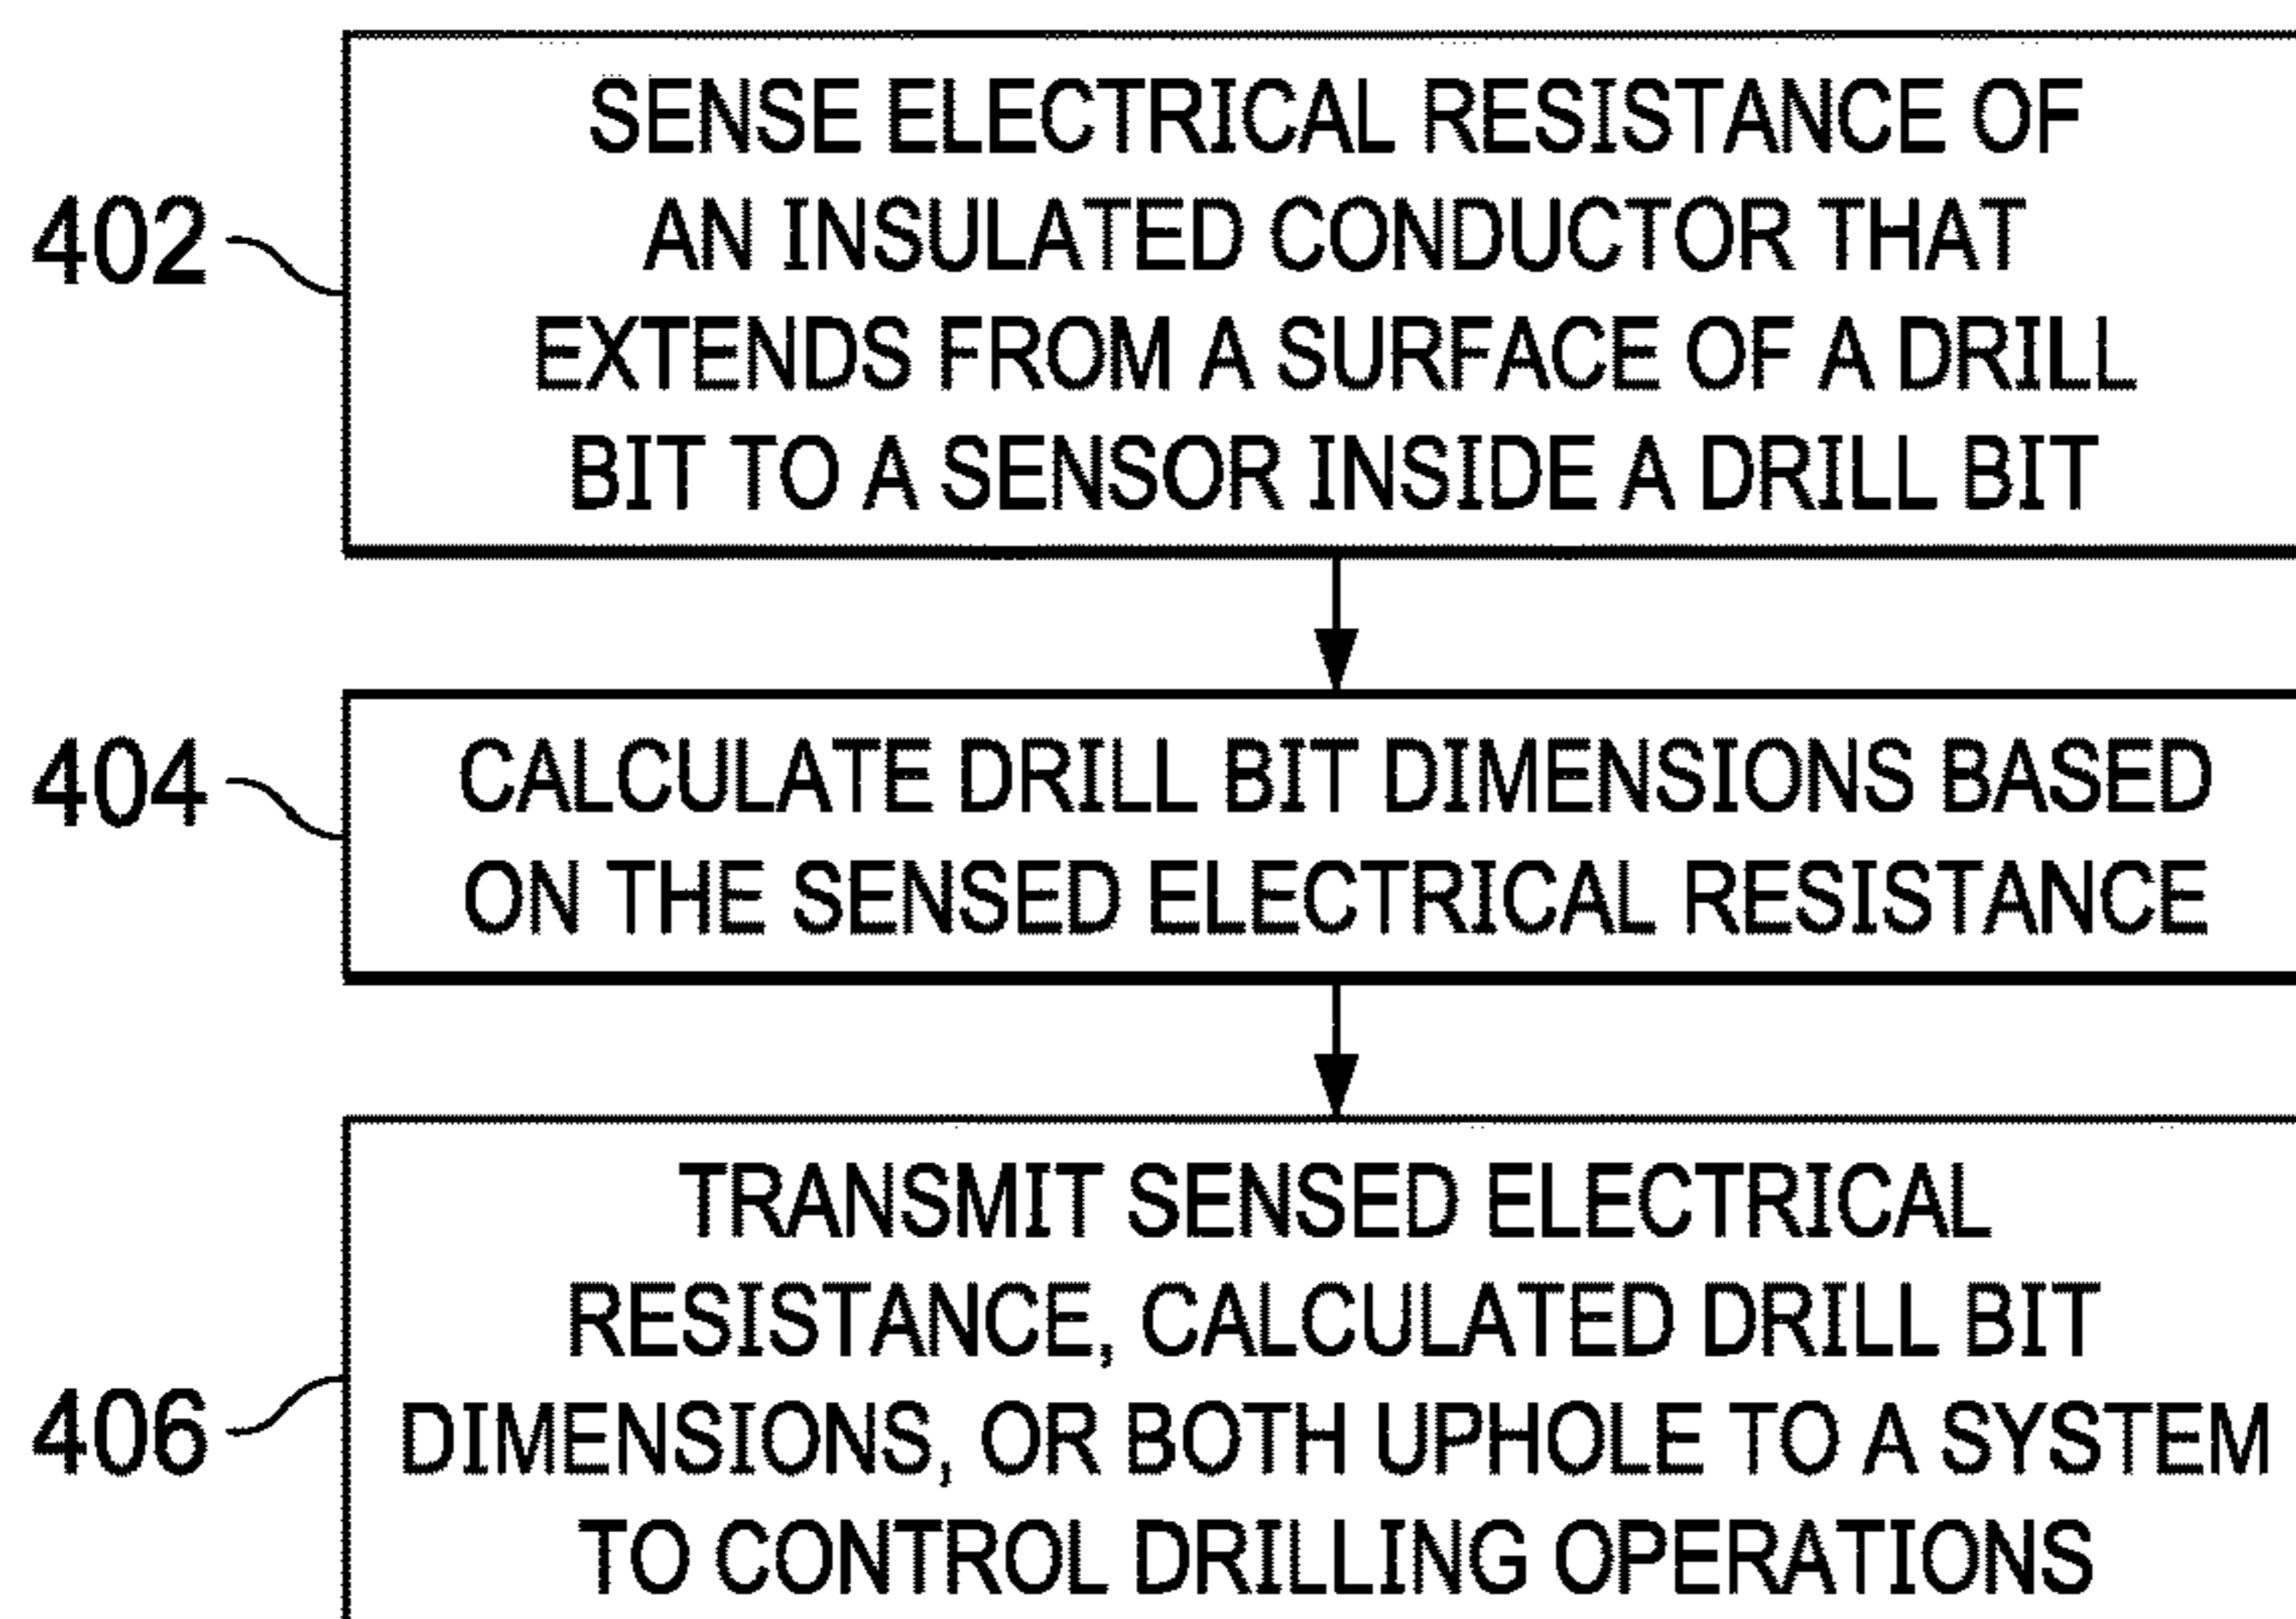 SENSE ELECTRICAL RESISTANCE OF
AN INSULATED CONDUCTOR THAT
EXTENDS FROM A SURFACE OF A DRILL
BIT TO A SENSOR INSIDE A DRILL BIT
402
CALCULATE DRILL BIT DIMENSIONS BASED
ON THE SENSED ELECTRICAL RESISTANCE
404
TRANSMIT SENSED ELECTRICAL
RESISTANCE, CALCULATED DRILL BIT
DIMENSIONS, OR BOTH UPHOLE TO A SYSTEM
TO CONTROL DRILLING OPERATIONS
406